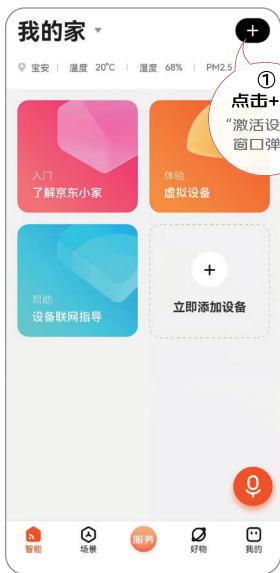 我的家
+
宝安 温度 20℃ 湿度 68% PM2.5
①
点击+
“激活设
窗口弹
入门
了解京东小家
体验
虚拟设备
帮助
设备联网指导
+
立即添加设备
智能 场景 服务 好物 我的